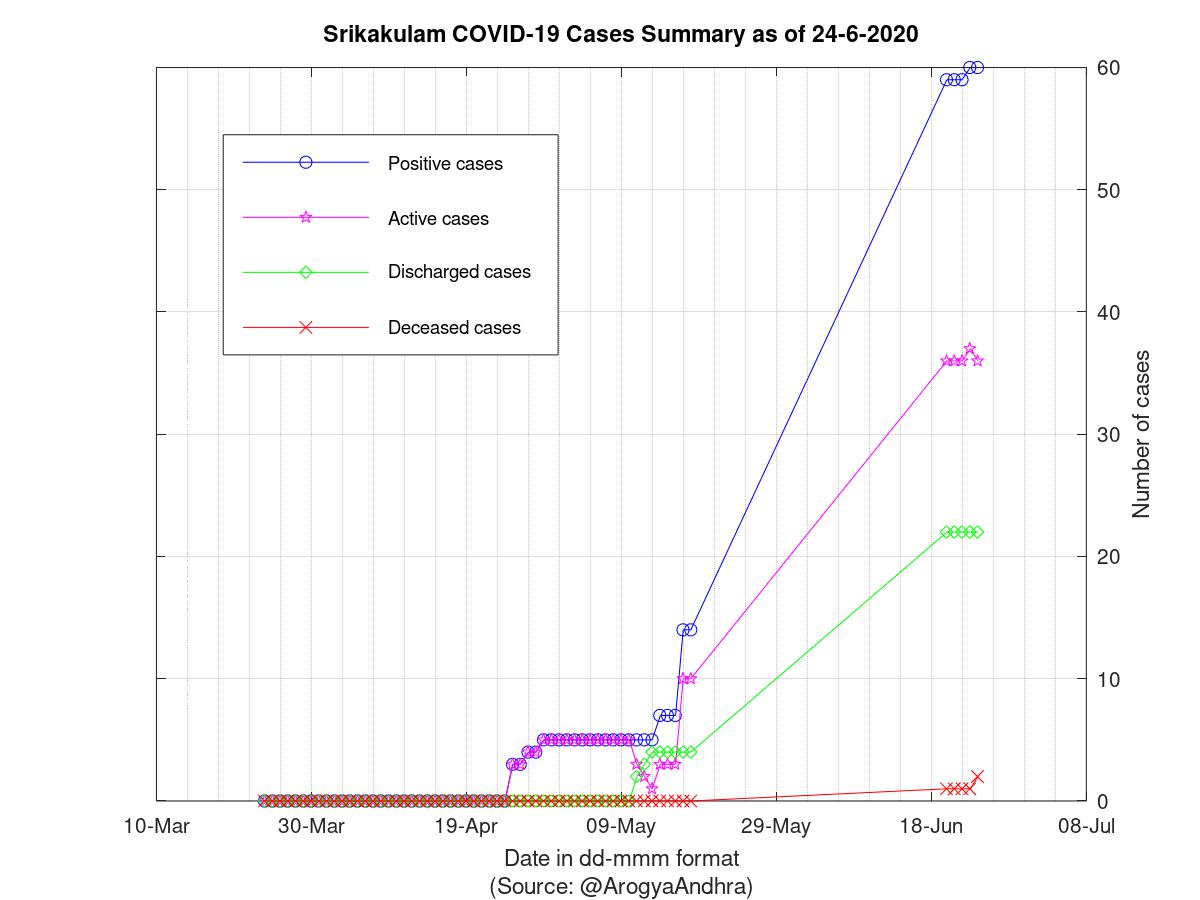 Srikakulam COVID-19 Cases Summary as of 24-6-2020
Positive cases
Active cases
Discharged cases
Deceased cases
60
50
40
30
20
10
0
Number of cases
10-Mar 30-Mar 19-Apr 09-May 29-May 18-Jun 08-Jul
Date in dd-mmm format
(Source: @ArogyaAndhra)